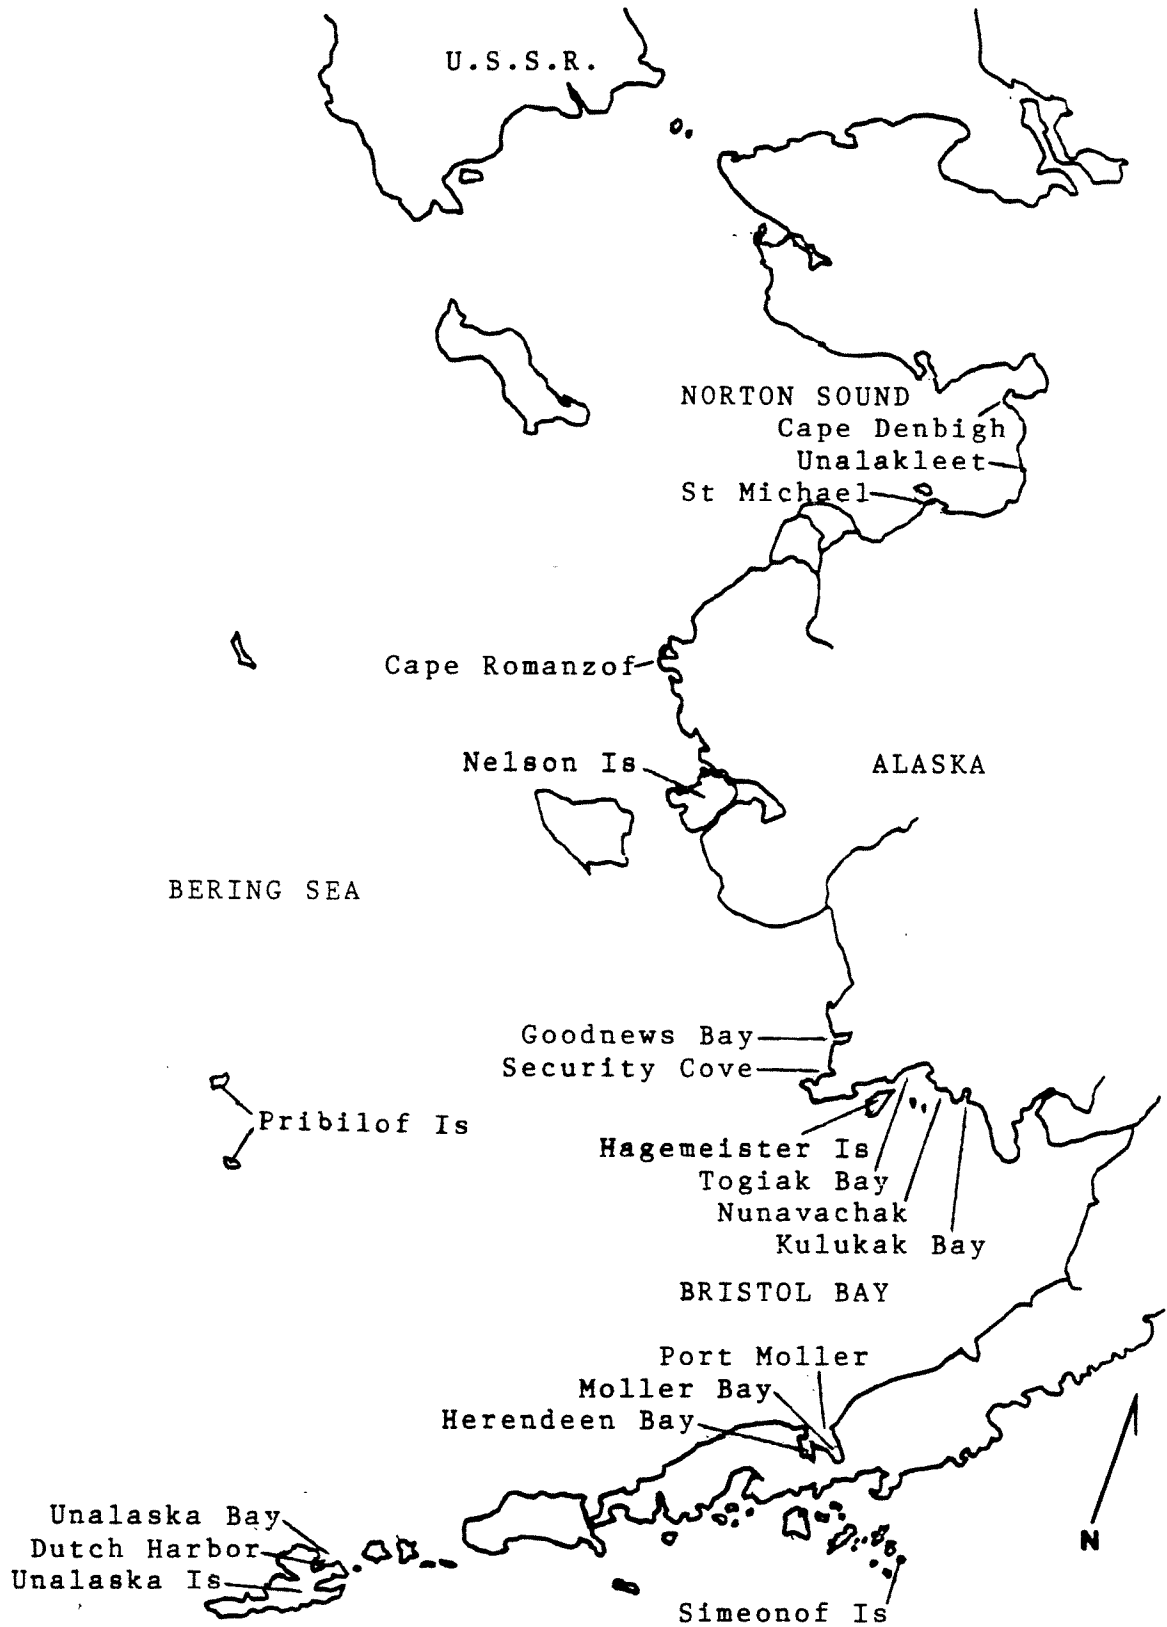 U.S.S.R.
NORTON SOUND
Cape Denbigh
Unalakleet
St Michael
Cape Romanzof
Nelson Is
ALASKA
BERING SEA
Goodnews Bay
Security Cove
Pribilof Is
Hagemeister Is
Togiak Bay
Nunavachak
Kulukak Bay
BRISTOL BAY
Port Moller
Moller Bay
Herendeen Bay
Unalaska Bay
Dutch Harbor
Unalaska Is
N
Simeonof Is